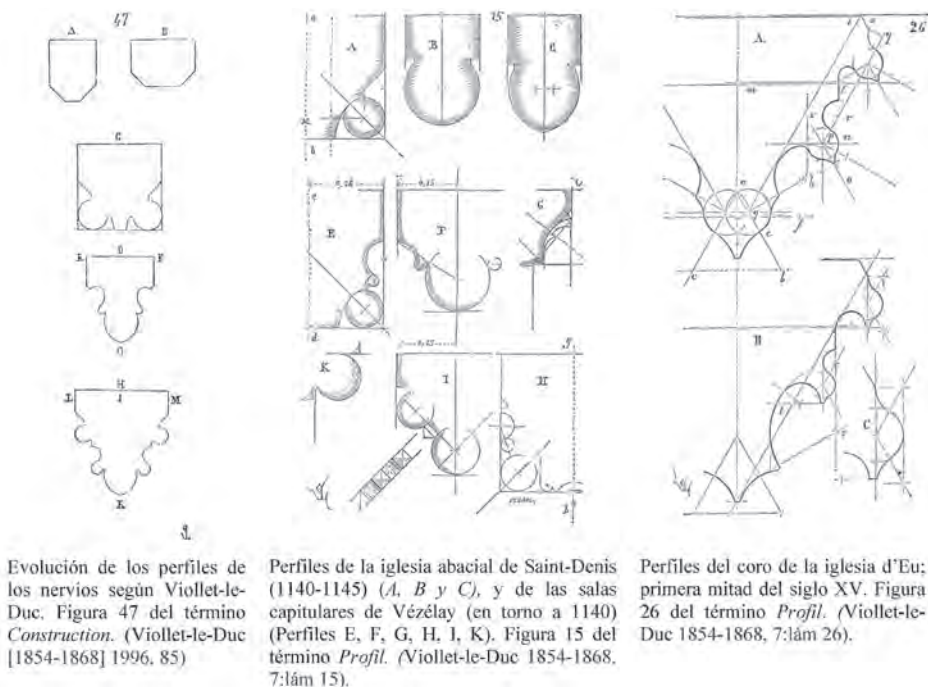 47
A
B
C
D
E
F
G
H
I
L
M
K
15
A
B
C
a
b
E
F
G
K
I
H
c
d
26
A
B
C
Evolución de los perfiles de
los nervios según Viollet-le-
Duc. Figura 47 del término
Construction. (Viollet-le-Duc
[1854-1868] 1996, 85)
Perfiles de la iglesia abacial de Saint-Denis
(1140-1145) (A, B y C), y de las salas
capitulares de Vézélay (en torno a 1140)
(Perfiles E, F, G, H, I, K). Figura 15 del
término Profil. (Viollet-le-Duc 1854-1868,
7:lám 15).
Perfiles del coro de la iglesia d'Eu;
primera mitad del siglo XV. Figura
26 del término Profil. (Viollet-le-
Duc 1854-1868, 7:lám 26).